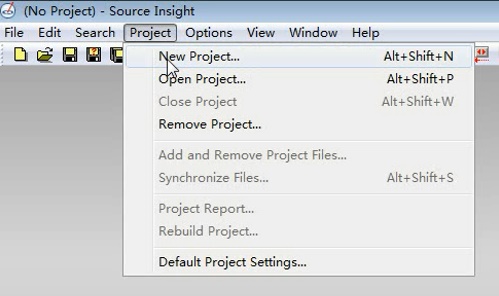 (No Project) - Source Insight
File Edit Search Project Options View Window Help
New Project... Alt+Shift+N
Open Project... Alt+Shift+P
Close Project Alt+Shift+W
Remove Project...
Add and Remove Project Files...
Synchronize Files... Alt+Shift+S
Project Report...
Rebuild Project...
Default Project Settings...